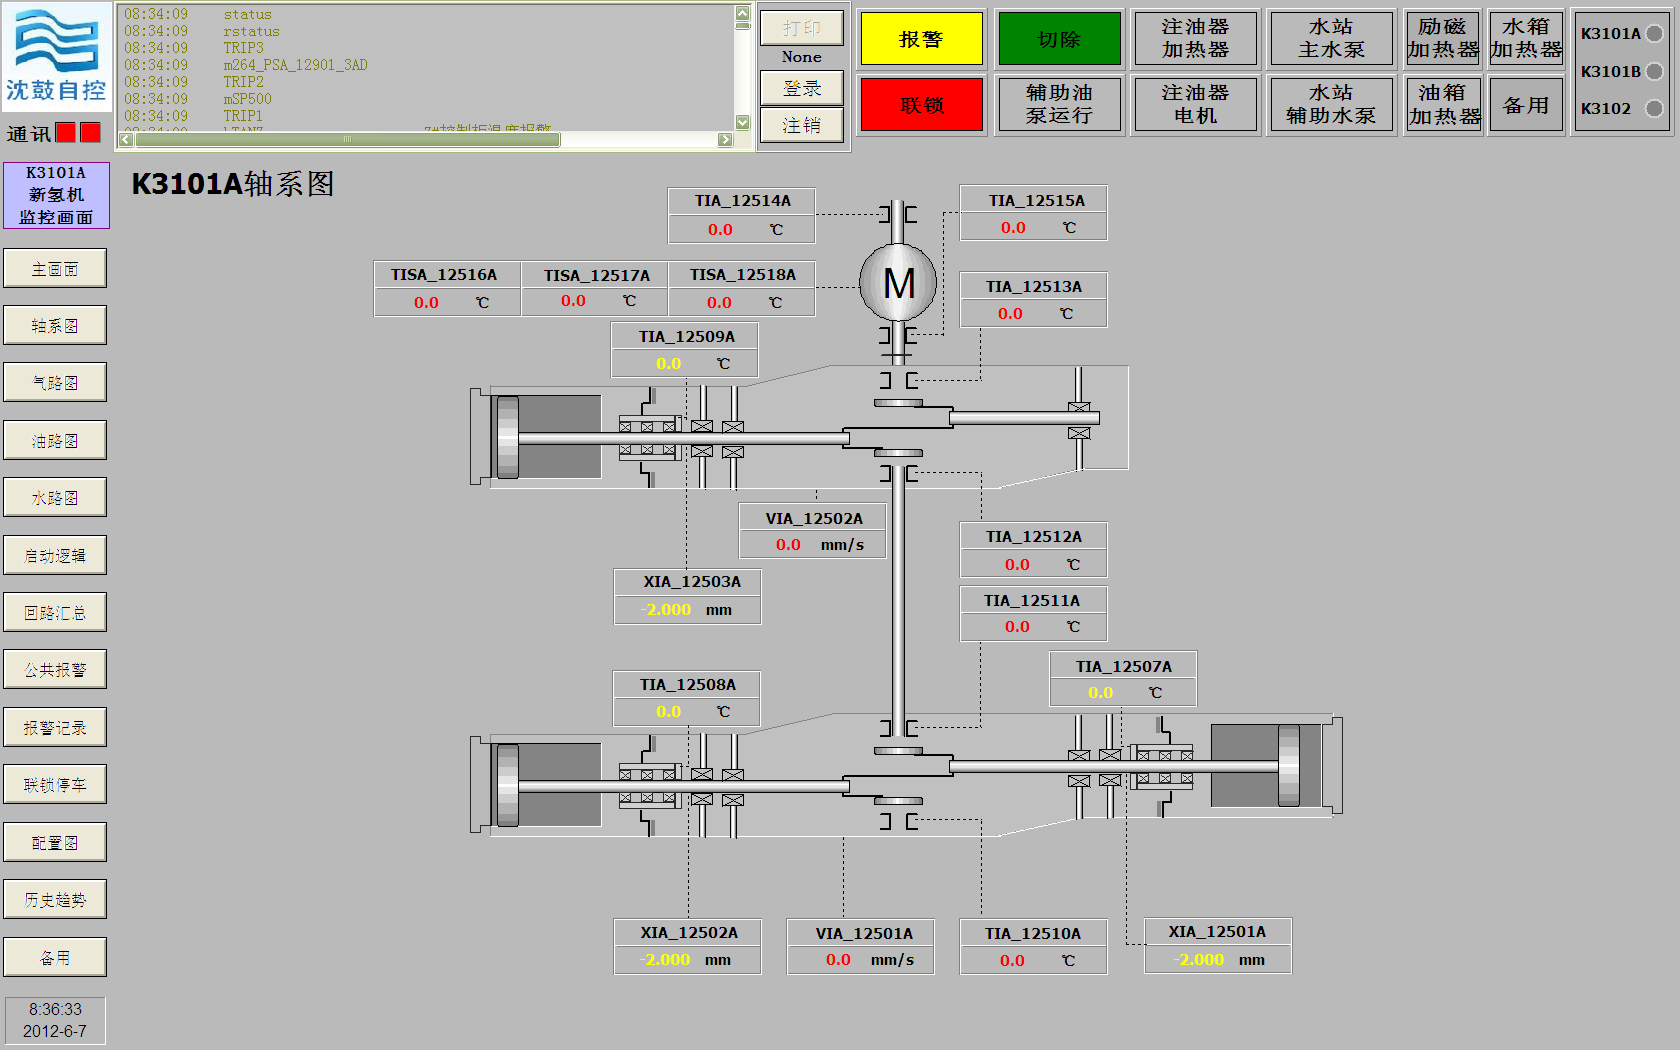 沈鼓自控
通讯
08:34:09 status
08:34:09 rstatus
08:34:09 TRIP3
08:34:09 m264_PSA_12901_3AD
08:34:09 TRIP2
08:34:09 mSP500
08:34:09 TRIP1
打印
None
登录
注销
报警
切除
注油器
加热器
水站
主水泵
励磁
加热器
水箱
加热器
联锁
辅助油
泵运行
注油器
电机
水站
辅助水泵
油箱
加热器
备用
K3101A
K3101B
K3102
K3101A
新氢机
监控画面
主画面
轴系图
气路图
油路图
水路图
启动逻辑
回路汇总
公共报警
报警记录
联锁停车
配置图
历史趋势
备用
8:36:33
2012-6-7
K3101A轴系图
TIA_12514A
0.0 ℃
TIA_12515A
0.0 ℃
TISA_12516A
0.0 ℃
TISA_12517A
0.0 ℃
TISA_12518A
0.0 ℃
M
TIA_12513A
0.0 ℃
TIA_12509A
0.0 ℃
VIA_12502A
0.0 mm/s
TIA_12512A
0.0 ℃
XIA_12503A
-2.000 mm
TIA_12511A
0.0 ℃
TIA_12507A
0.0 ℃
TIA_12508A
0.0 ℃
XIA_12502A
-2.000 mm
VIA_12501A
0.0 mm/s
TIA_12510A
0.0 ℃
XIA_12501A
-2.000 mm